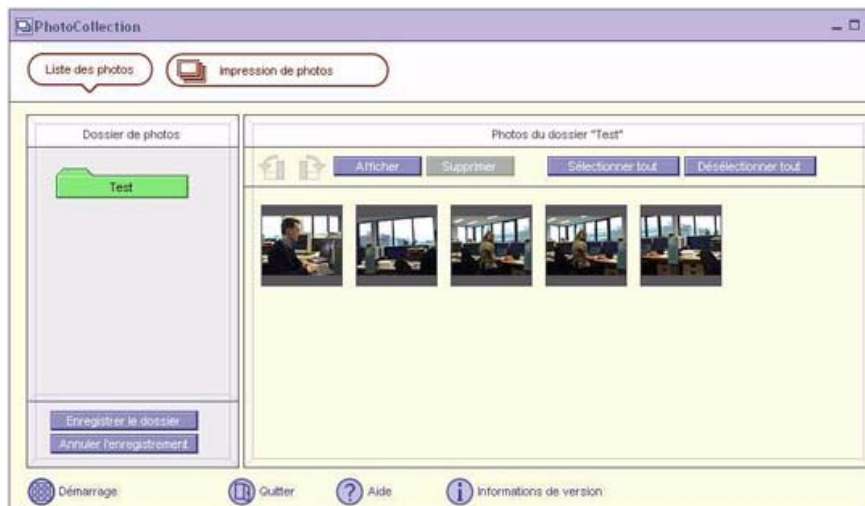 PhotoCollection
Liste des photos
Impression de photos
Dossier de photos
Photos du dossier "Test"
Afficher
Supprimer
Sélectionner tout
Désélectionner tout
Test
Enregistrer le dossier
Annuler l'enregistrement
Démarrage
Quitter
Aide
Informations de version